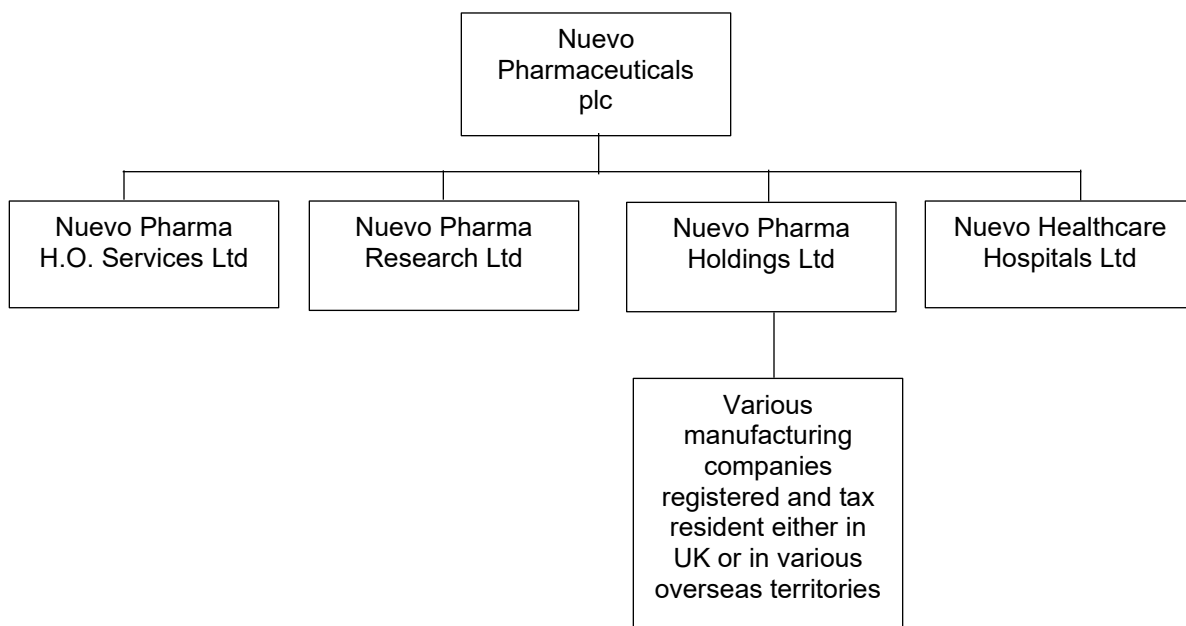 Nuevo
Pharmaceuticals
plc
Nuevo Pharma
H.O. Services Ltd
Nuevo Pharma
Research Ltd
Nuevo Pharma
Holdings Ltd
Nuevo Healthcare
Hospitals Ltd
Various
manufacturing
companies
registered and tax
resident either in
UK or in various
overseas territories